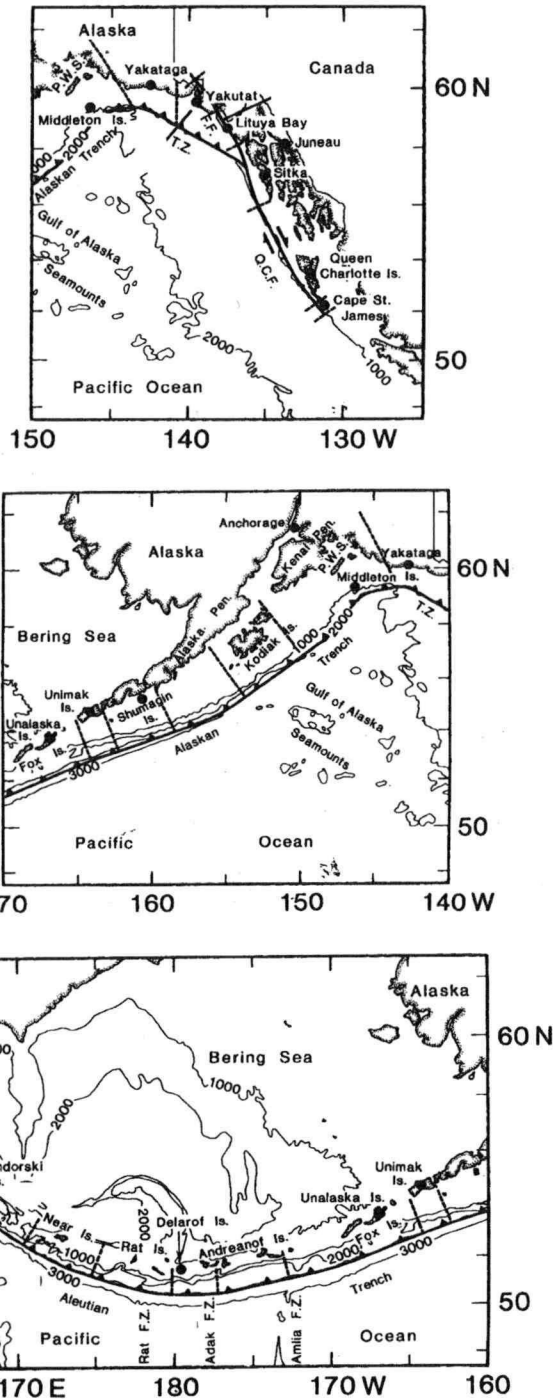 Alaska
P.W.S.
Yakataga
Canada
60 N
Yakutat
Middleton Is.
F.F.
Lituya Bay
2000
T.Z.
Juneau
Alaskan Trench
Sitka
Gulf of Alaska
Seamounts
Queen
Charlotte Is.
Q.C.F.
Cape St.
James
2000
1000
50
Pacific Ocean
150
140
130 W
Anchorage
Kenai Pen.
Alaska
P.W.S.
Yakataga
60 N
Middleton Is.
T.Z.
Bering Sea
Alaska Pen.
Kodiak Is.
1000
2000
Trench
Unimak
Is.
Shumagin
Is.
Gulf of Alaska
Seamounts
Unalaska
Is.
Fox Is.
3000
Alaskan
50
Pacific
Ocean
70
160
150
140 W
Alaska
60 N
Bering Sea
1000
2000
ndorski
Unimak
Is.
Unalaska Is.
2000
Delarof Is.
Near Is.
Rat Is.
Andreanof Is.
Fox Is.
1000
2000
3000
3000
Aleutian
Trench
50
Rat F.Z.
Adak F.Z.
Amlia F.Z.
Pacific
Ocean
170 E
180
170 W
160